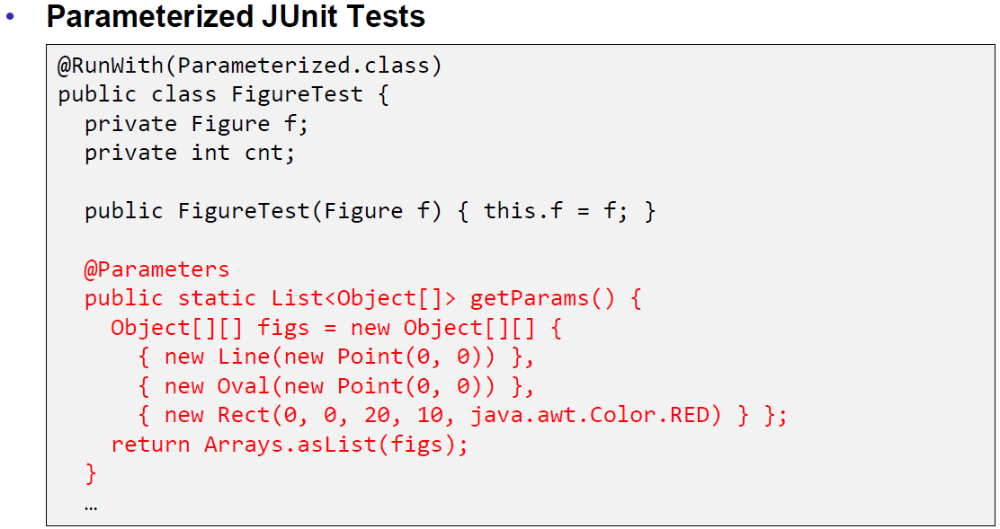 • Parameterized JUnit Tests
@RunWith(Parameterized.class)
public class FigureTest {
  private Figure f;
  private int cnt;

  public FigureTest(Figure f) { this.f = f; }

  @Parameters
  public static List<Object[]> getParams() {
    Object[][] figs = new Object[][] {
      { new Line(new Point(0, 0)) },
      { new Oval(new Point(0, 0)) },
      { new Rect(0, 0, 20, 10, java.awt.Color.RED) } };
    return Arrays.asList(figs);
  }
  …